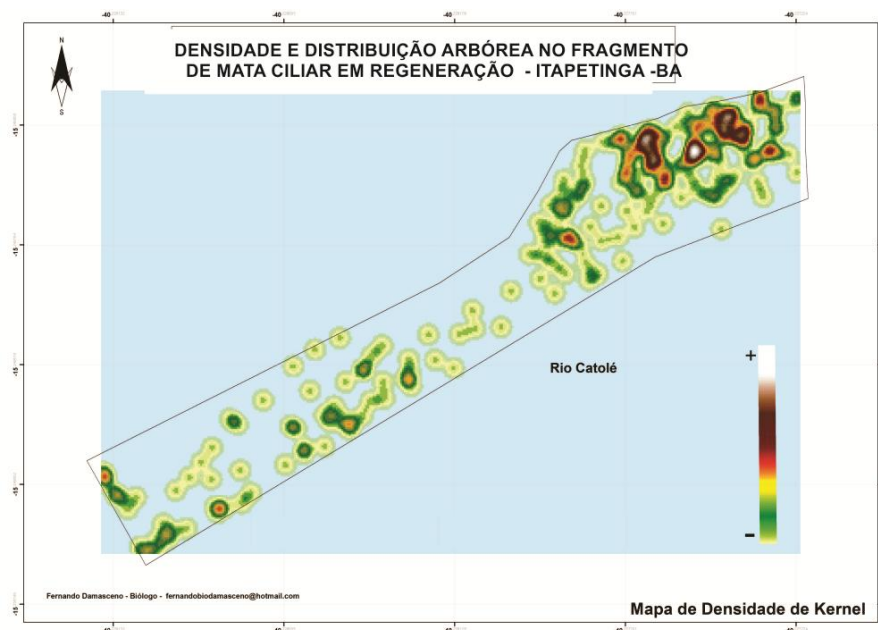 DENSIDADE E DISTRIBUIÇÃO ARBÓREA NO FRAGMENTO
DE MATA CILIAR EM REGENERAÇÃO - ITAPETINGA -BA
N
S
Rio Catolé
+
-
Fernando Damasceno - Biólogo - fernandobiodamasceno@hotmail.com
Mapa de Densidade de Kernel